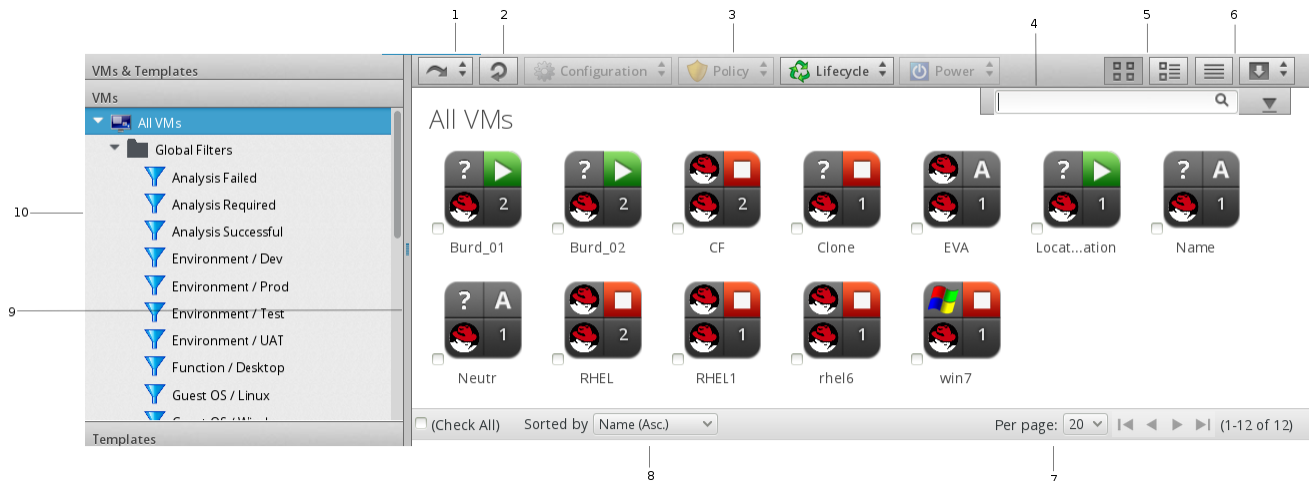 1
2
3
4
5
6
VMs & Templates
Configuration
Policy
Lifecycle
Power
VMs
All VMs
Global Filters
Analysis Failed
Analysis Required
Analysis Successful
Environment / Dev
Environment / Prod
Environment / Test
Environment / UAT
Function / Desktop
Guest OS / Linux
Templates
10
9
All VMs
? 2
Burd_01
? 2
Burd_02
2
CF
? 1
Clone
A 1
EVA
? 1
Locat...ation
? A 1
Name
? A 1
Neutr
2
RHEL
1
RHEL1
1
rhel6
1
win7
(Check All)
Sorted by
Name (Asc.)
Per page:
20
(1-12 of 12)
8
7